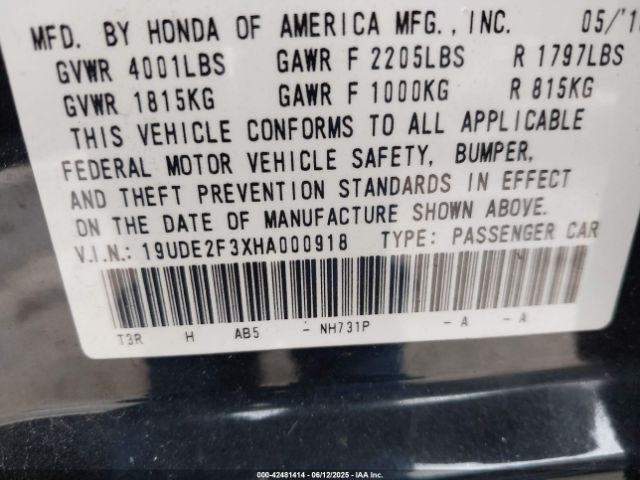 MFD. BY HONDA OF AMERICA MFG., INC. 05/'1
GVWR 4001LBS GAWR F 2205LBS R 1797LBS
GVWR 1815KG GAWR F 1000KG R 815KG
THIS VEHICLE CONFORMS TO ALL APPLICABLE
FEDERAL MOTOR VEHICLE SAFETY, BUMPER,
AND THEFT PREVENTION STANDARDS IN EFFECT
ON THE DATE OF MANUFACTURE SHOWN ABOVE.
V.I.N.: 19UDE2F3XHA000918 TYPE: PASSENGER CAR
T3R H AB5 - NH731P - A - A
000-42481414 - 06/12/2025 - IAA Inc.